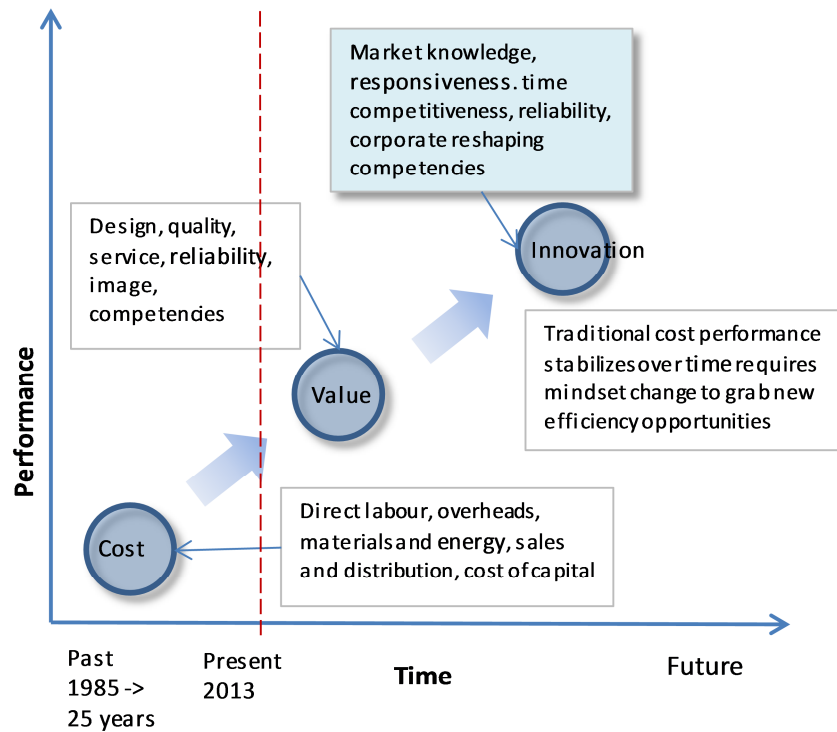 Performance
Market knowledge,
responsiveness. time
competitiveness, reliability,
corporate reshaping
competencies
Design, quality,
service, reliability,
image,
competencies
Innovation
Traditional cost performance
stabilizes over time requires
mindset change to grab new
efficiency opportunities
Value
Direct labour, overheads,
materials and energy, sales
and distribution, cost of capital
Cost
Past
1985 ->
25 years
Present
2013
Time
Future